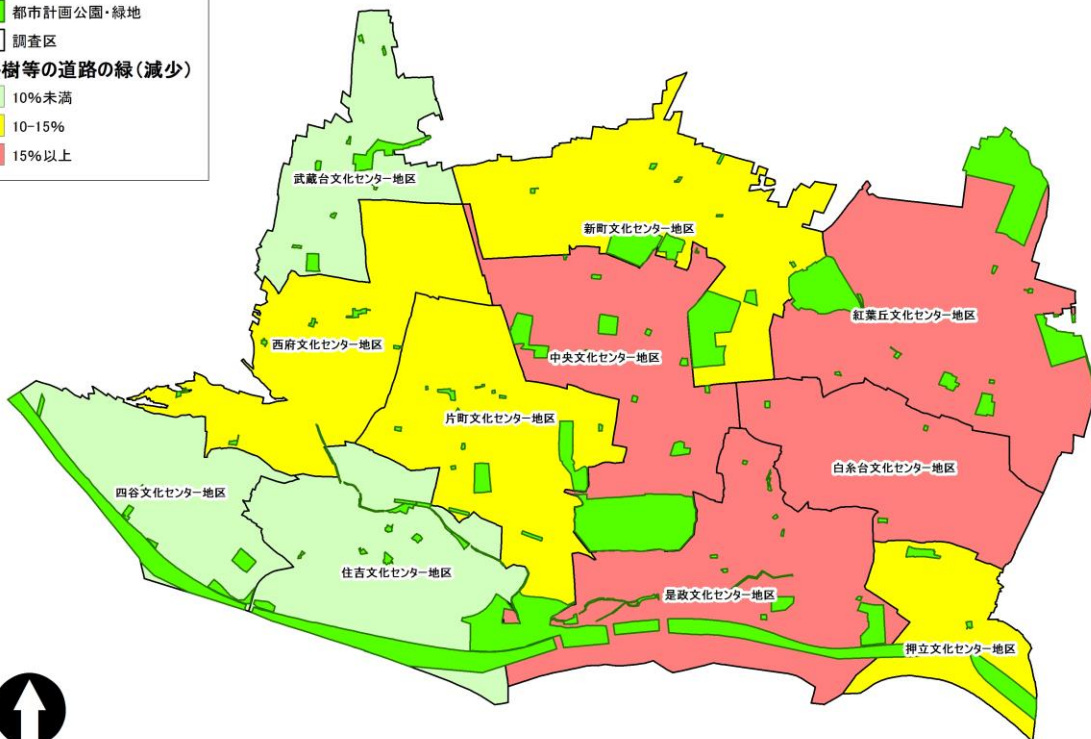 都市計画公園・緑地
調査区
樹等の道路の緑(減少)
10%未満
10-15%
15%以上
武蔵台文化センター地区
新町文化センター地区
紅葉丘文化センター地区
西府文化センター地区
中央文化センター地区
片町文化センター地区
白糸台文化センター地区
四谷文化センター地区
住吉文化センター地区
是政文化センター地区
押立文化センター地区